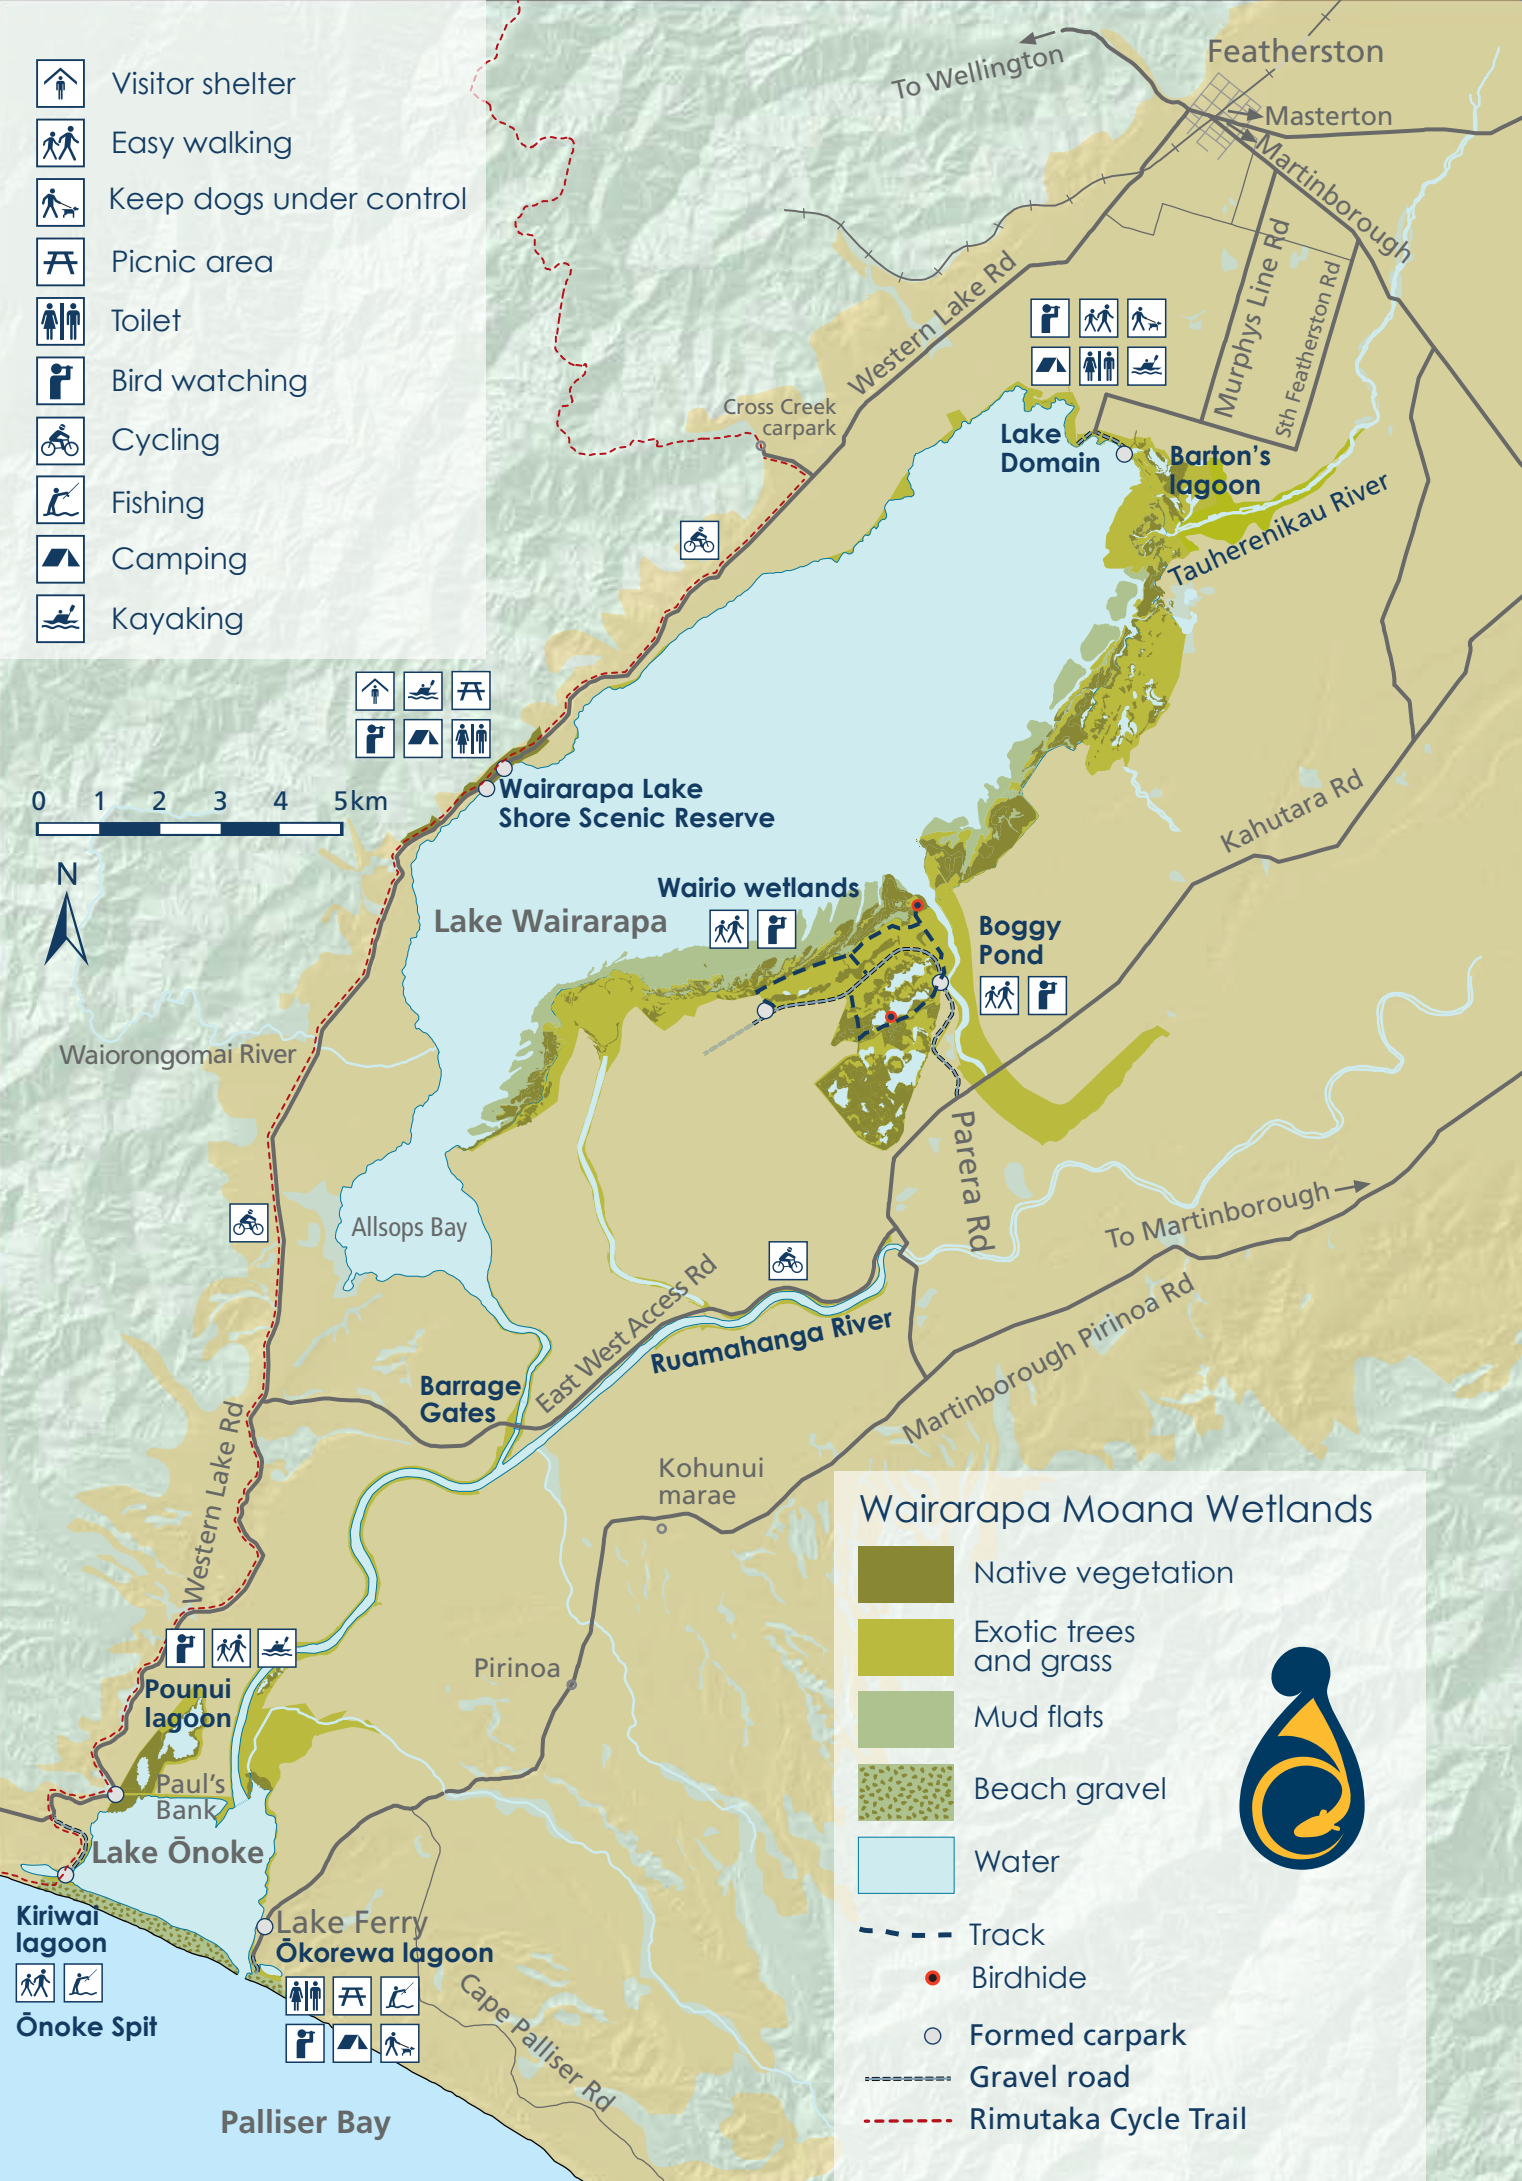 Visitor shelter
Easy walking
Keep dogs under control
Picnic area
Toilet
Bird watching
Cycling
Fishing
Camping
Kayaking
To Wellington
Featherston
Masterton
Martinborough
Murphys Line Rd
Sth Featherston Rd
Western Lake Rd
Cross Creek
carpark
Lake
Domain
Barton's
lagoon
Tauherenikau River
0 1 2 3 4 5km
N
Wairarapa Lake
Shore Scenic Reserve
Kahutara Rd
Wairio wetlands
Lake Wairarapa
Boggy
Pond
Waiorongomai River
Parera Rd
To Martinborough
Allsops Bay
East West Access Rd
Ruamahanga River
Martinborough Pirinoa Rd
Barrage
Gates
Western Lake Rd
Kohunui
marae
Pirinoa
Pounui
lagoon
Paul's
Bank
Lake Ōnoke
Kiriwai
lagoon
Ōnoke Spit
Lake Ferry
Ōkorewa lagoon
Cape Palliser Rd
Palliser Bay
Wairarapa Moana Wetlands
Native vegetation
Exotic trees
and grass
Mud flats
Beach gravel
Water
Track
Birdhide
Formed carpark
Gravel road
Rimutaka Cycle Trail